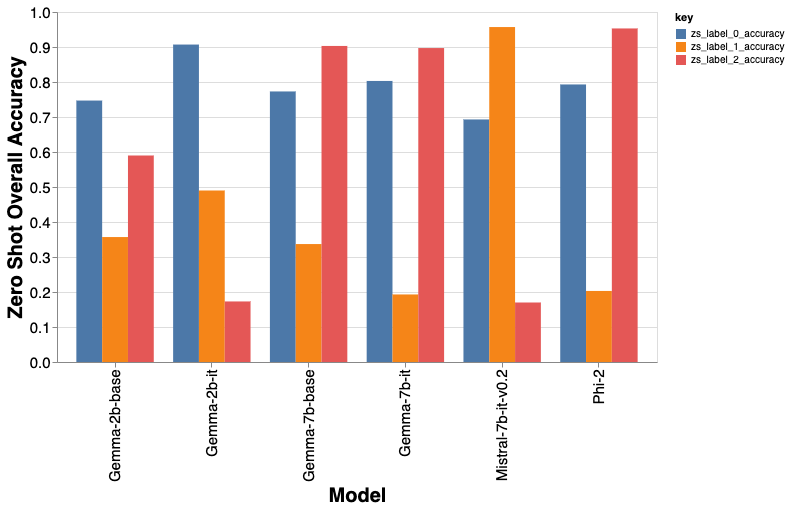 key
zs_label_0_accuracy
zs_label_1_accuracy
zs_label_2_accuracy
Zero Shot Overall Accuracy
1.0
0.9
0.8
0.7
0.6
0.5
0.4
0.3
0.2
0.1
0.0
Gemma-2b-base
Gemma-2b-it
Gemma-7b-base
Gemma-7b-it
Mistral-7b-it-v0.2
Phi-2
Model